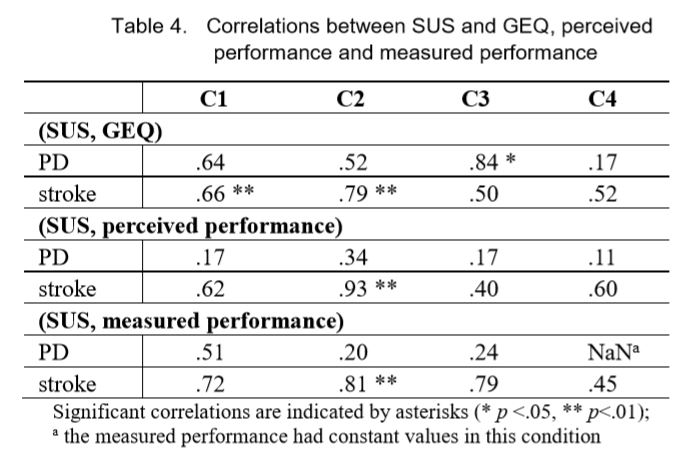 Table 4. Correlations between SUS and GEQ, perceived
performance and measured performance
C1 C2 C3 C4
(SUS, GEQ)
PD .64 .52 .84 * .17
stroke .66 ** .79 ** .50 .52
(SUS, perceived performance)
PD .17 .34 .17 .11
stroke .62 .93 ** .40 .60
(SUS, measured performance)
PD .51 .20 .24 NaNᵃ
stroke .72 .81 ** .79 .45
Significant correlations are indicated by asterisks (* p <.05, ** p<.01);
ᵃ the measured performance had constant values in this condition